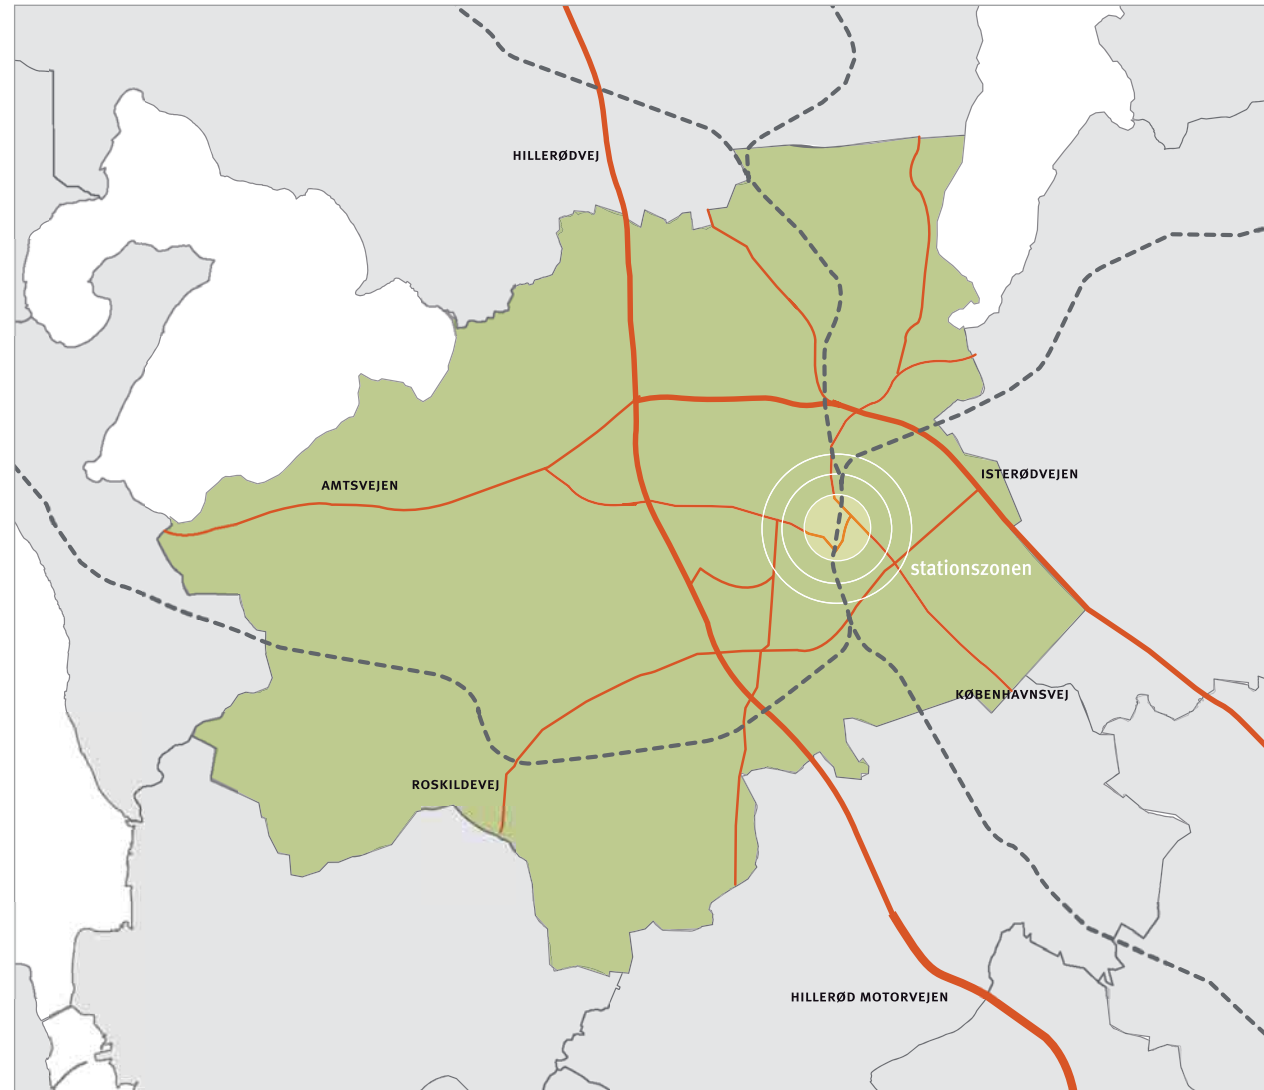 HILLERØDVEJ
ISTERØDVEJEN
AMTSVEJEN
stationszonen
KØBENHAVNSVEJ
ROSKILDEVEJ
HILLERØD MOTORVEJEN